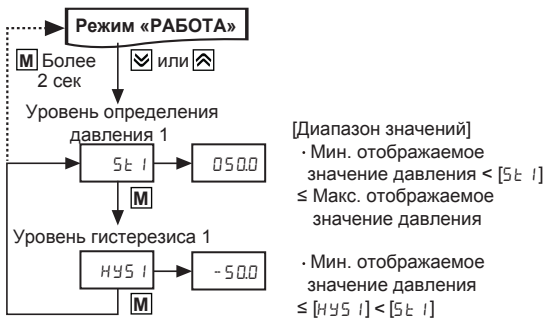 Режим «РАБОТА»
M Более
2 сек
или
Уровень определения
давления 1
St 1
050.0
M
Уровень гистерезиса 1
HYS 1
-50.0
M
[Диапазон значений]
· Мин. отображаемое
значение давления < [St 1]
≤ Макс. отображаемое
значение давления
· Мин. отображаемое
значение давления
≤ [HYS 1] < [St 1]